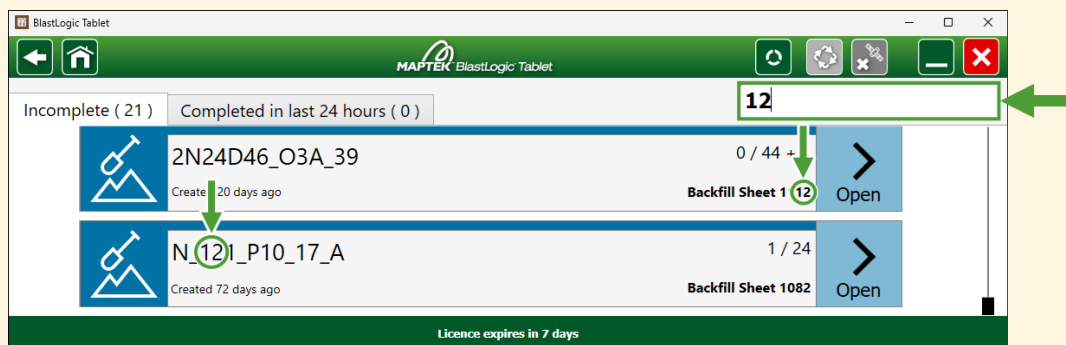 BlastLogic Tablet
MAPTEK BlastLogic Tablet
Incomplete ( 21 )
Completed in last 24 hours ( 0 )
12
2N24D46_O3A_39
0 / 44 +
Created 20 days ago
Backfill Sheet 1112
Open
N_121_P10_17_A
1 / 24
Created 72 days ago
Backfill Sheet 1082
Open
Licence expires in 7 days